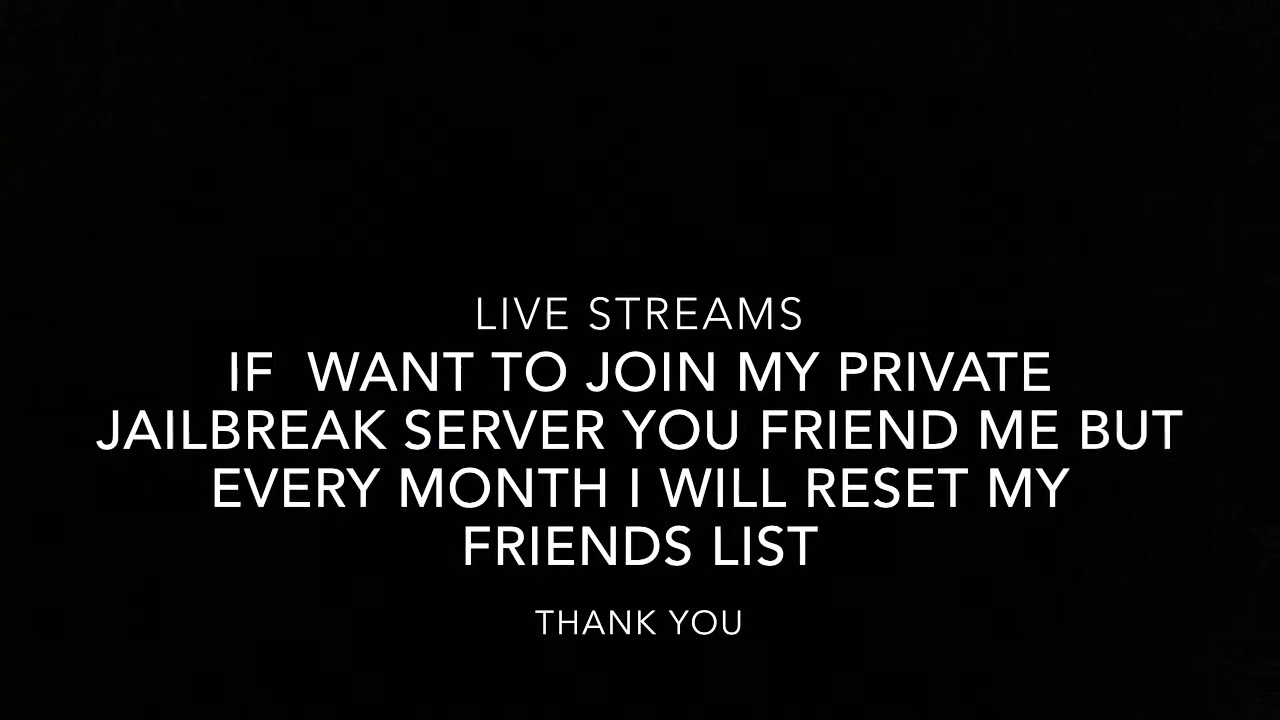 LIVE STREAMS
IF  WANT TO JOIN MY PRIVATE
JAILBREAK SERVER YOU FRIEND ME BUT
EVERY MONTH I WILL RESET MY
FRIENDS LIST
THANK YOU